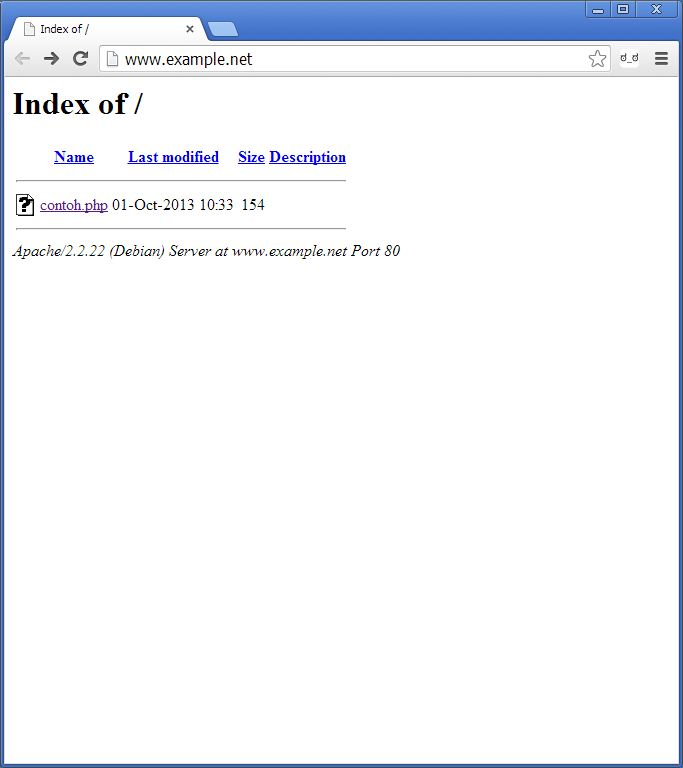 Index of /
www.example.net
ಠ_ಠ
Index of /
Name Last modified Size Description
contoh.php 01-Oct-2013 10:33 154
Apache/2.2.22 (Debian) Server at www.example.net Port 80